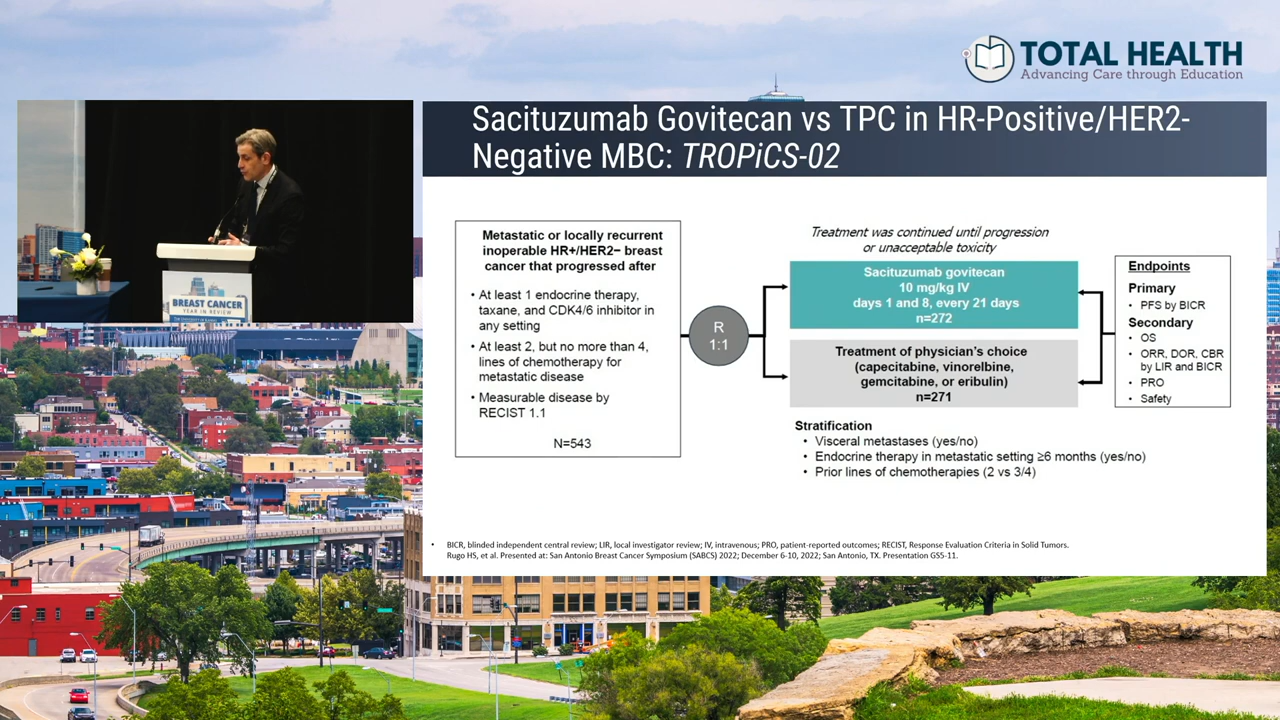 TOTAL HEALTH
Advancing Care through Education
BREAST CANCER
YEAR IN REVIEW
Sacituzumab Govitecan vs TPC in HR-Positive/HER2-
Negative MBC: TROPiCS-02
Metastatic or locally recurrent
inoperable HR+/HER2− breast
cancer that progressed after
• At least 1 endocrine therapy,
taxane, and CDK4/6 inhibitor in
any setting
• At least 2, but no more than 4,
lines of chemotherapy for
metastatic disease
• Measurable disease by
RECIST 1.1
N=543
R
1:1
Treatment was continued until progression
or unacceptable toxicity
Sacituzumab govitecan
10 mg/kg IV
days 1 and 8, every 21 days
n=272
Treatment of physician's choice
(capecitabine, vinorelbine,
gemcitabine, or eribulin)
n=271
Endpoints
Primary
• PFS by BICR
Secondary
• OS
• ORR, DOR, CBR
by LIR and BICR
• PRO
• Safety
Stratification
• Visceral metastases (yes/no)
• Endocrine therapy in metastatic setting ≥6 months (yes/no)
• Prior lines of chemotherapies (2 vs 3/4)
• BICR, blinded independent central review; LIR, local investigator review; IV, intravenous; PRO, patient-reported outcomes; RECIST, Response Evaluation Criteria in Solid Tumors.
Rugo HS, et al. Presented at: San Antonio Breast Cancer Symposium (SABCS) 2022; December 6-10, 2022; San Antonio, TX. Presentation GS5-11.